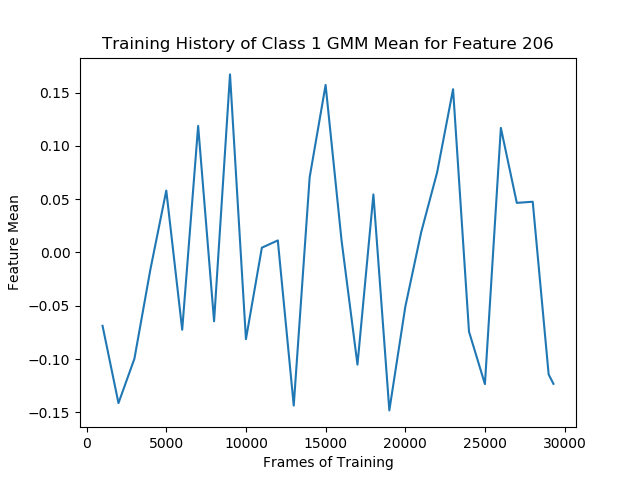 Training History of Class 1 GMM Mean for Feature 206
0.15
0.10
0.05
0.00
−0.05
−0.10
−0.15
Feature Mean
0 5000 10000 15000 20000 25000 30000
Frames of Training